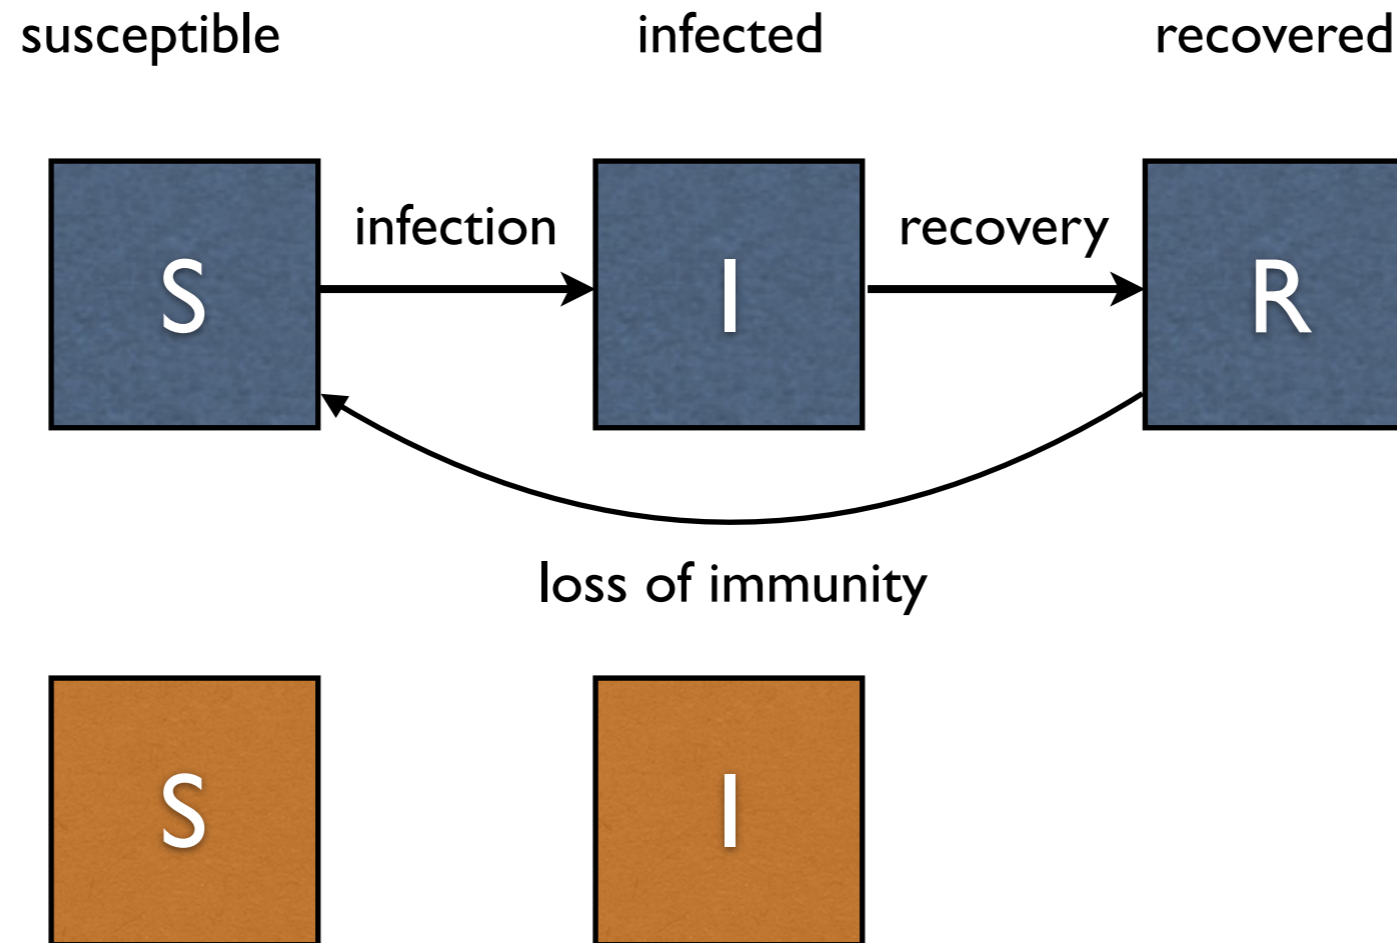 susceptible infected recovered
infection recovery
S I R
loss of immunity
S I